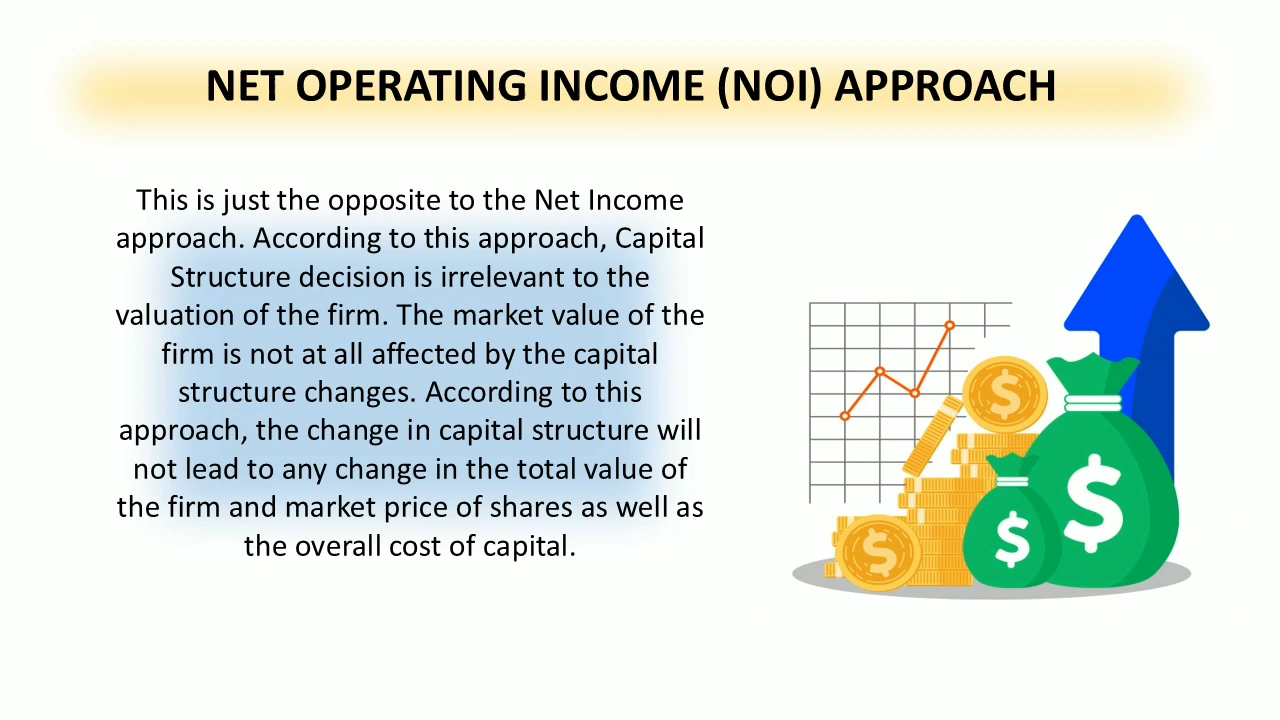 NET OPERATING INCOME (NOI) APPROACH
This is just the opposite to the Net Income
approach. According to this approach, Capital
Structure decision is irrelevant to the
valuation of the firm. The market value of the
firm is not at all affected by the capital
structure changes. According to this
approach, the change in capital structure will
not lead to any change in the total value of
the firm and market price of shares as well as
the overall cost of capital.
$
$
$
$